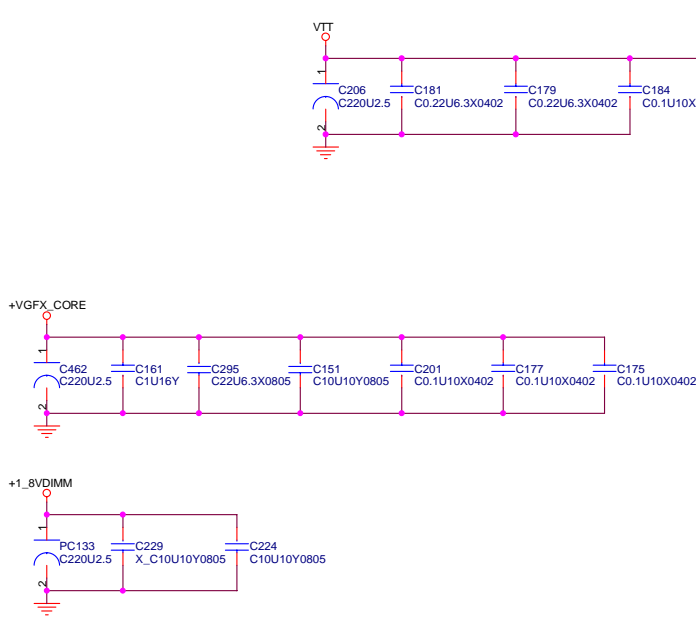 VTT
1
C206
C220U2.5
2
C181
C0.22U6.3X0402
C179
C0.22U6.3X0402
C184
C0.1U10X
+VGFX_CORE
1
C462
C220U2.5
2
C161
C1U16Y
C295
C22U6.3X0805
C151
C10U10Y0805
C201
C0.1U10X0402
C177
C0.1U10X0402
C175
C0.1U10X0402
+1_8VDIMM
1
PC133
C220U2.5
2
C229
X_C10U10Y0805
C224
C10U10Y0805